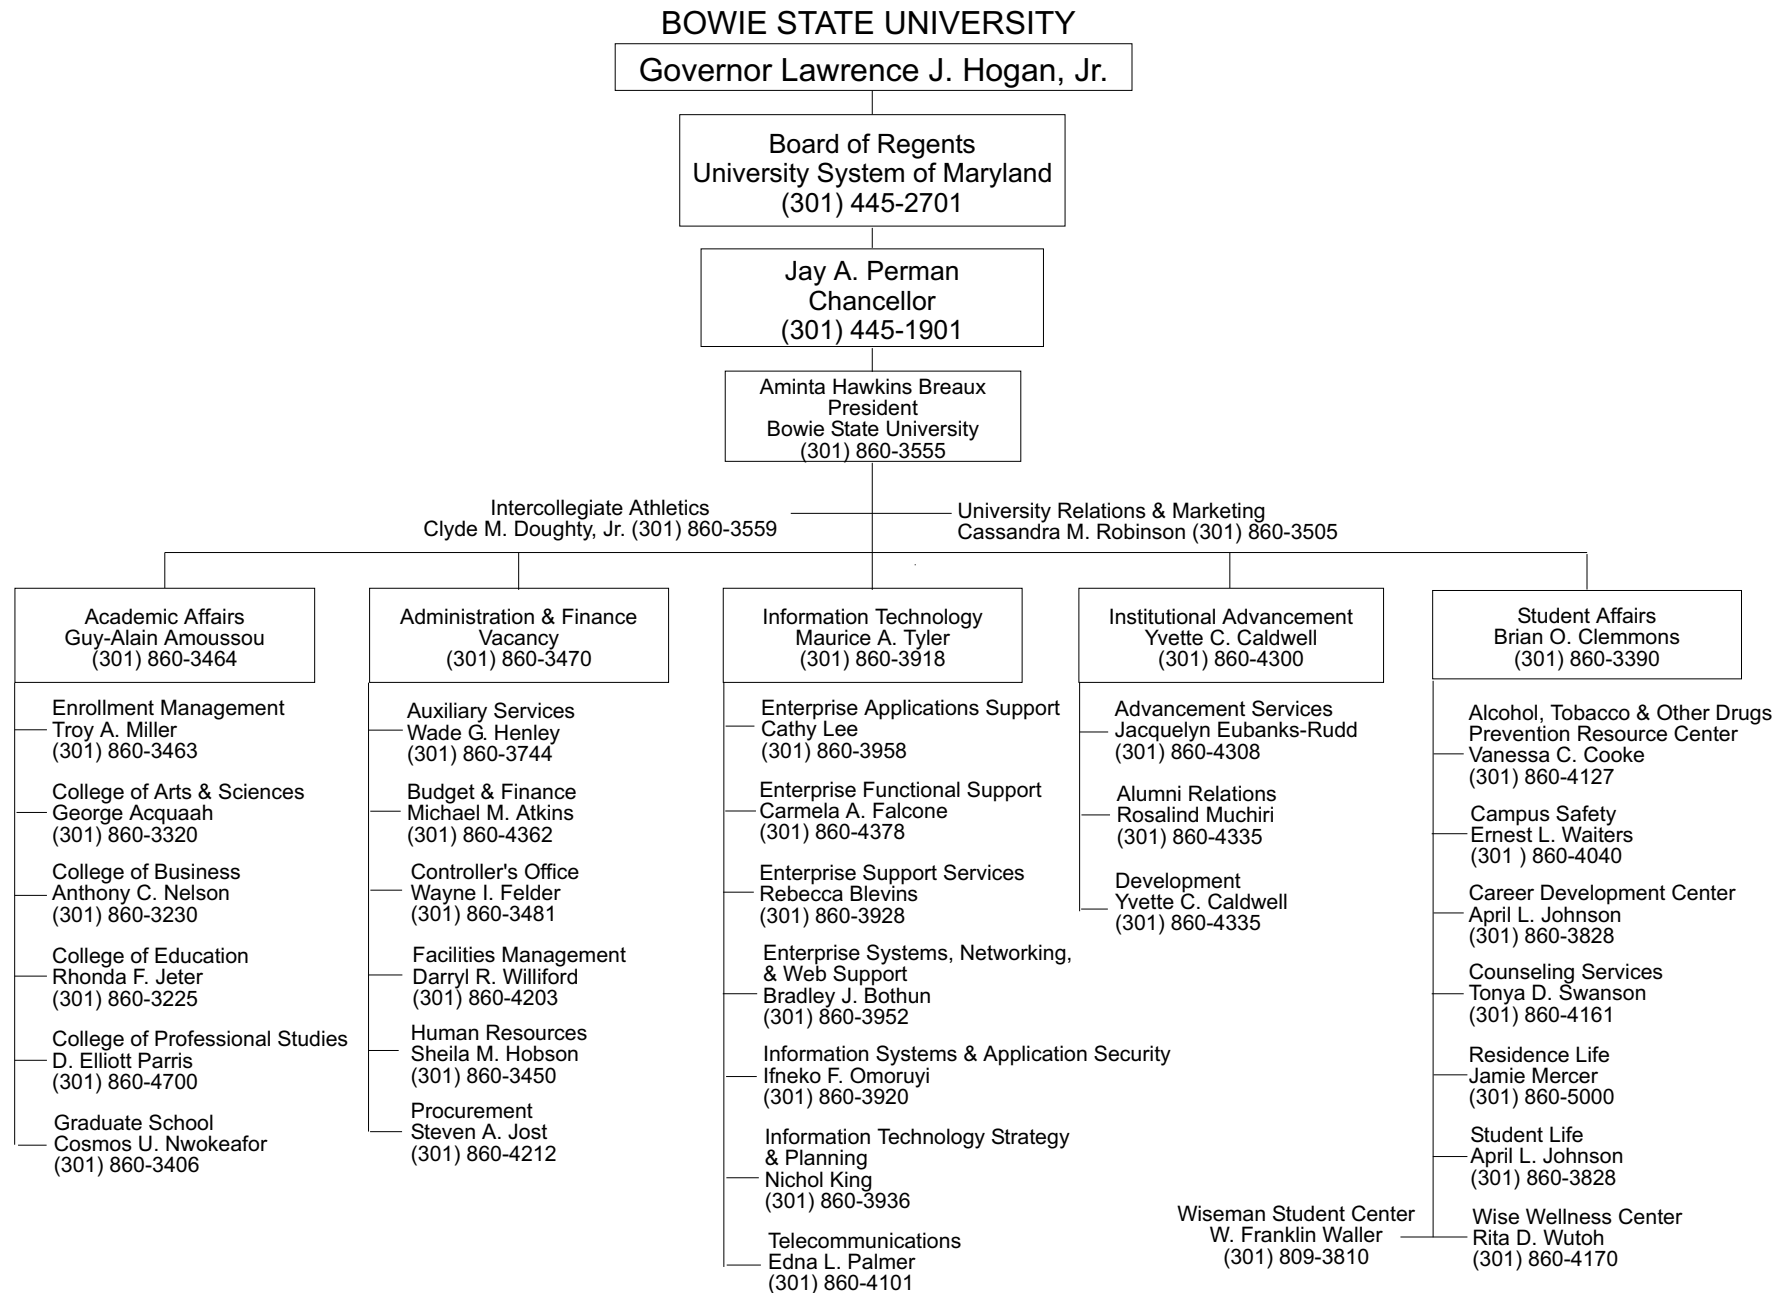 BOWIE STATE UNIVERSITY
Governor Lawrence J. Hogan, Jr.
Board of Regents
University System of Maryland
(301) 445-2701
Jay A. Perman
Chancellor
(301) 445-1901
Aminta Hawkins Breaux
President
Bowie State University
(301) 860-3555
Intercollegiate Athletics
Clyde M. Doughty, Jr. (301) 860-3559
University Relations & Marketing
Cassandra M. Robinson (301) 860-3505
Academic Affairs
Guy-Alain Amoussou
(301) 860-3464
Enrollment Management
Troy A. Miller
(301) 860-3463
College of Arts & Sciences
George Acquaah
(301) 860-3320
College of Business
Anthony C. Nelson
(301) 860-3230
College of Education
Rhonda F. Jeter
(301) 860-3225
College of Professional Studies
D. Elliott Parris
(301) 860-4700
Graduate School
Cosmos U. Nwokeafor
(301) 860-3406
Administration & Finance
Vacancy
(301) 860-3470
Auxiliary Services
Wade G. Henley
(301) 860-3744
Budget & Finance
Michael M. Atkins
(301) 860-4362
Controller's Office
Wayne I. Felder
(301) 860-3481
Facilities Management
Darryl R. Williford
(301) 860-4203
Human Resources
Sheila M. Hobson
(301) 860-3450
Procurement
Steven A. Jost
(301) 860-4212
Information Technology
Maurice A. Tyler
(301) 860-3918
Enterprise Applications Support
Cathy Lee
(301) 860-3958
Enterprise Functional Support
Carmela A. Falcone
(301) 860-4378
Enterprise Support Services
Rebecca Blevins
(301) 860-3928
Enterprise Systems, Networking,
& Web Support
Bradley J. Bothun
(301) 860-3952
Information Systems & Application Security
Ifneko F. Omoruyi
(301) 860-3920
Information Technology Strategy
& Planning
Nichol King
(301) 860-3936
Telecommunications
Edna L. Palmer
(301) 860-4101
Institutional Advancement
Yvette C. Caldwell
(301) 860-4300
Advancement Services
Jacquelyn Eubanks-Rudd
(301) 860-4308
Alumni Relations
Rosalind Muchiri
(301) 860-4335
Development
Yvette C. Caldwell
(301) 860-4335
Student Affairs
Brian O. Clemmons
(301) 860-3390
Alcohol, Tobacco & Other Drugs
Prevention Resource Center
Vanessa C. Cooke
(301) 860-4127
Campus Safety
Ernest L. Waiters
(301 ) 860-4040
Career Development Center
April L. Johnson
(301) 860-3828
Counseling Services
Tonya D. Swanson
(301) 860-4161
Residence Life
Jamie Mercer
(301) 860-5000
Student Life
April L. Johnson
(301) 860-3828
Wiseman Student Center
W. Franklin Waller
(301) 809-3810
Wise Wellness Center
Rita D. Wutoh
(301) 860-4170